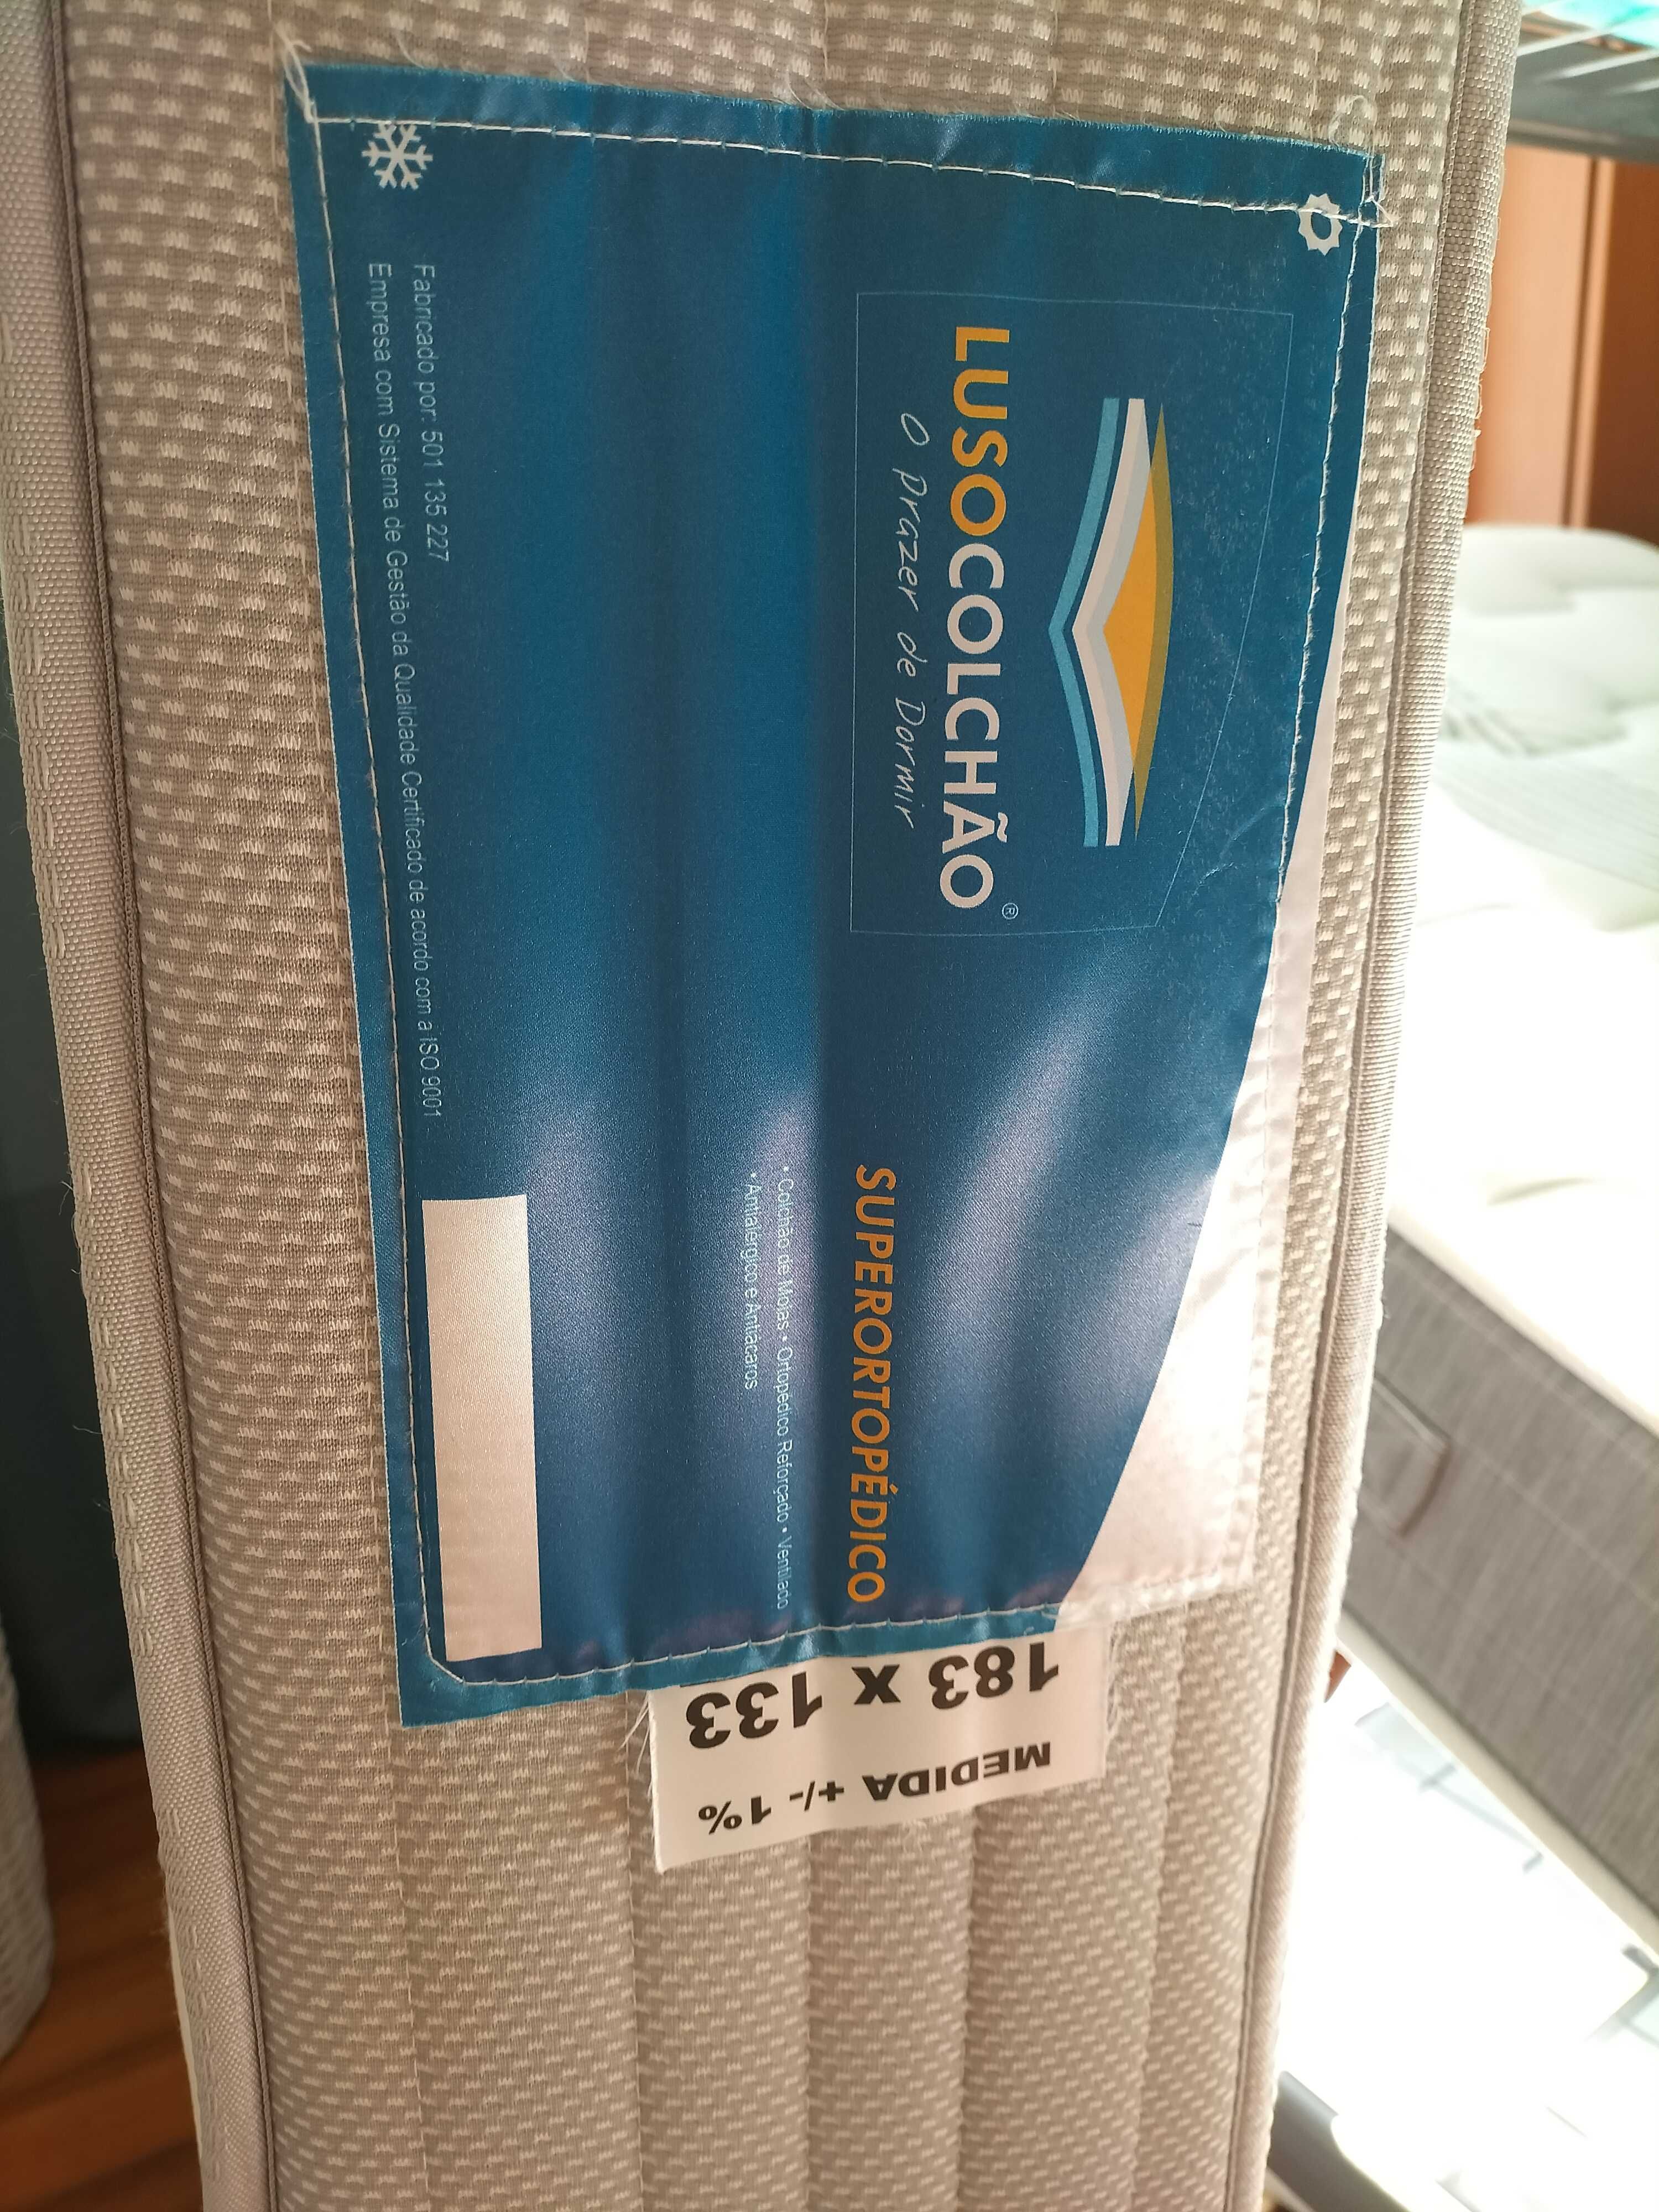 LUSOCOLCHÃO®
O prazer de Dormir
SUPERORTOPÉDICO
• Colchão de Molas • Ortopédico Reforçado • Ventilado
• Antialérgico e Antiácaros
Fabricado por: 501 135 227
Empresa com Sistema de Gestão da Qualidade Certificado de acordo com a ISO 9001
MEDIDA +/- 1%
183 x 133